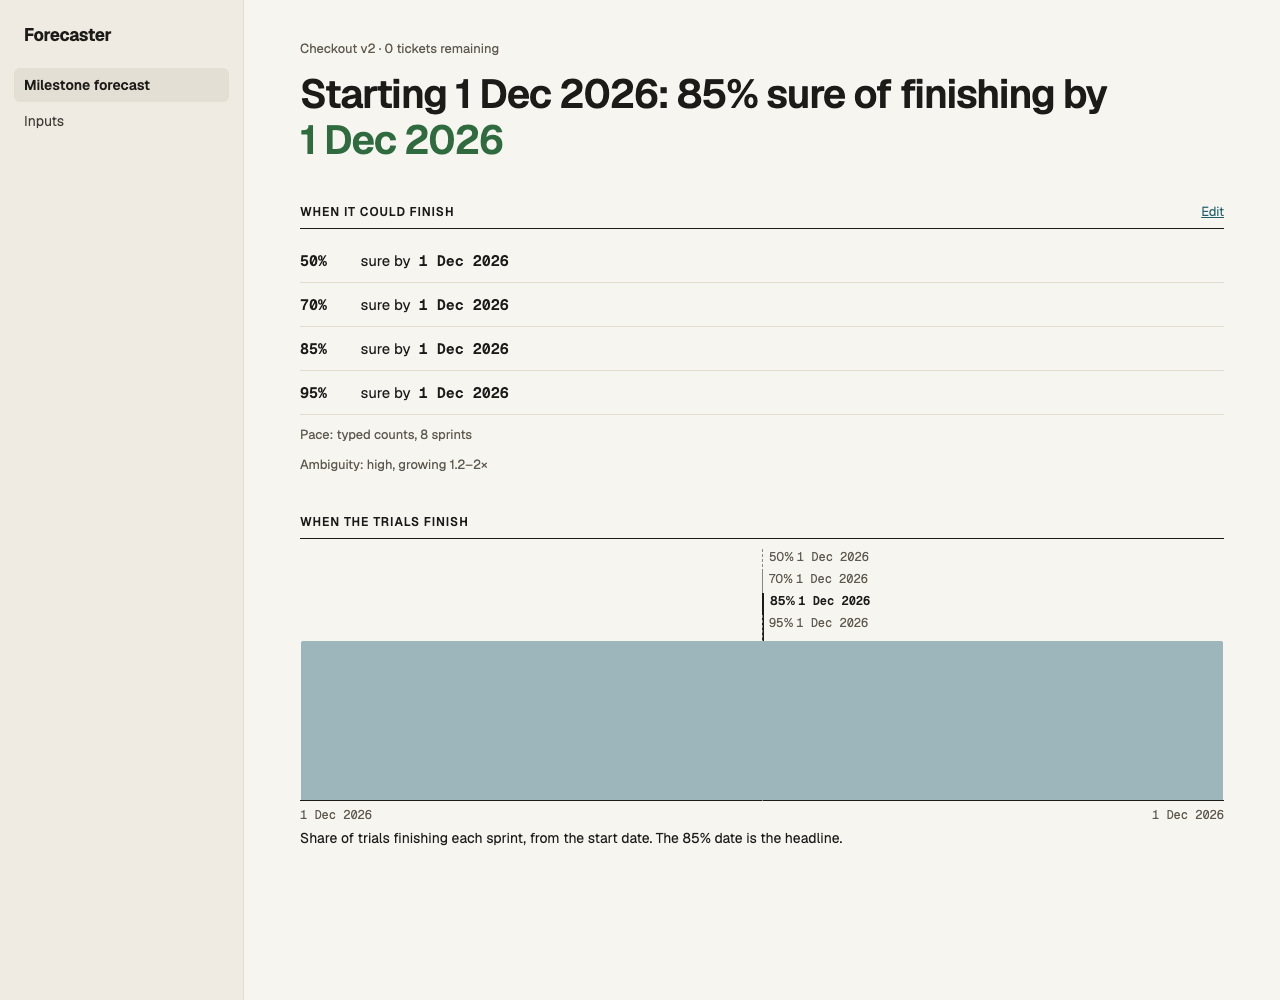 Forecaster
Milestone forecast
Inputs
Checkout v2 · 0 tickets remaining
Starting 1 Dec 2026: 85% sure of finishing by
1 Dec 2026
WHEN IT COULD FINISH Edit
50% sure by 1 Dec 2026
70% sure by 1 Dec 2026
85% sure by 1 Dec 2026
95% sure by 1 Dec 2026
Pace: typed counts, 8 sprints
Ambiguity: high, growing 1.2–2×
WHEN THE TRIALS FINISH
50% 1 Dec 2026
70% 1 Dec 2026
85% 1 Dec 2026
95% 1 Dec 2026
1 Dec 2026 1 Dec 2026
Share of trials finishing each sprint, from the start date. The 85% date is the headline.